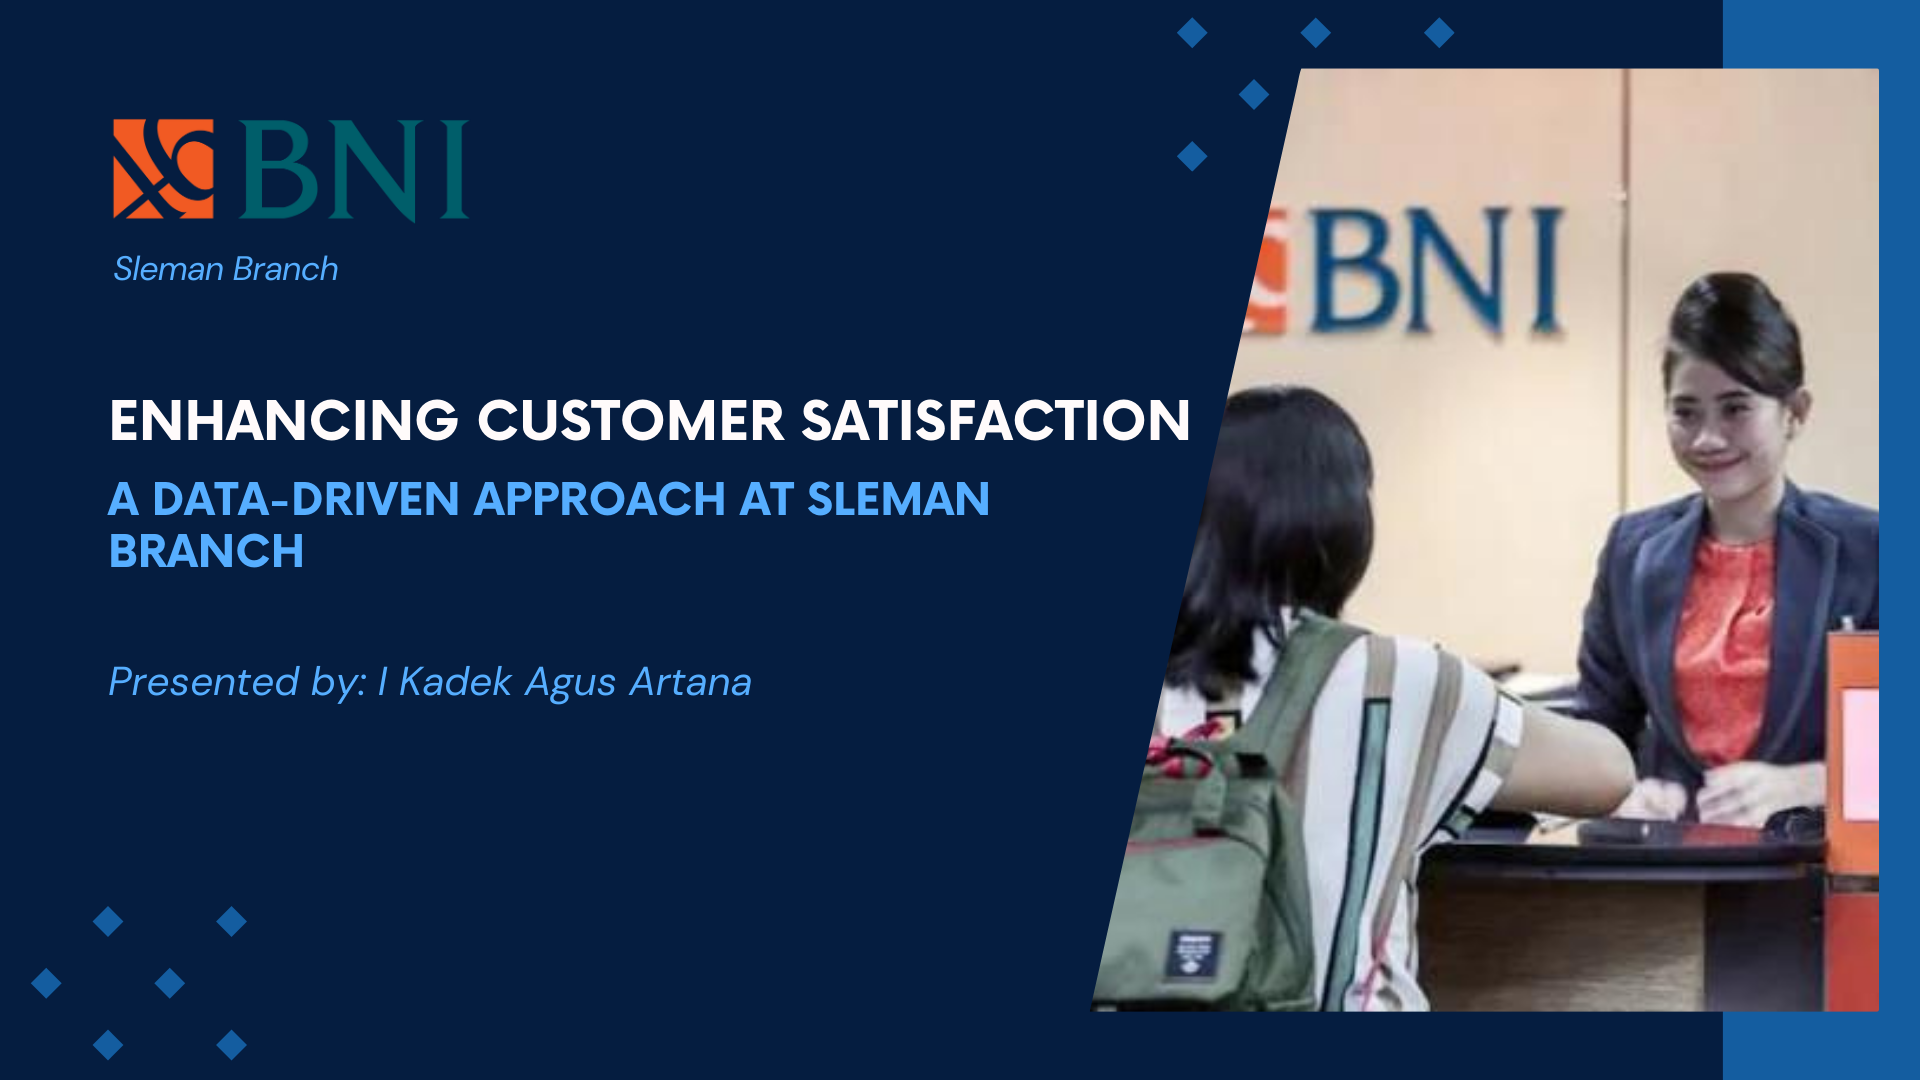 BNI
Sleman Branch
ENHANCING CUSTOMER SATISFACTION
A DATA-DRIVEN APPROACH AT SLEMAN
BRANCH
Presented by: I Kadek Agus Artana
BNI